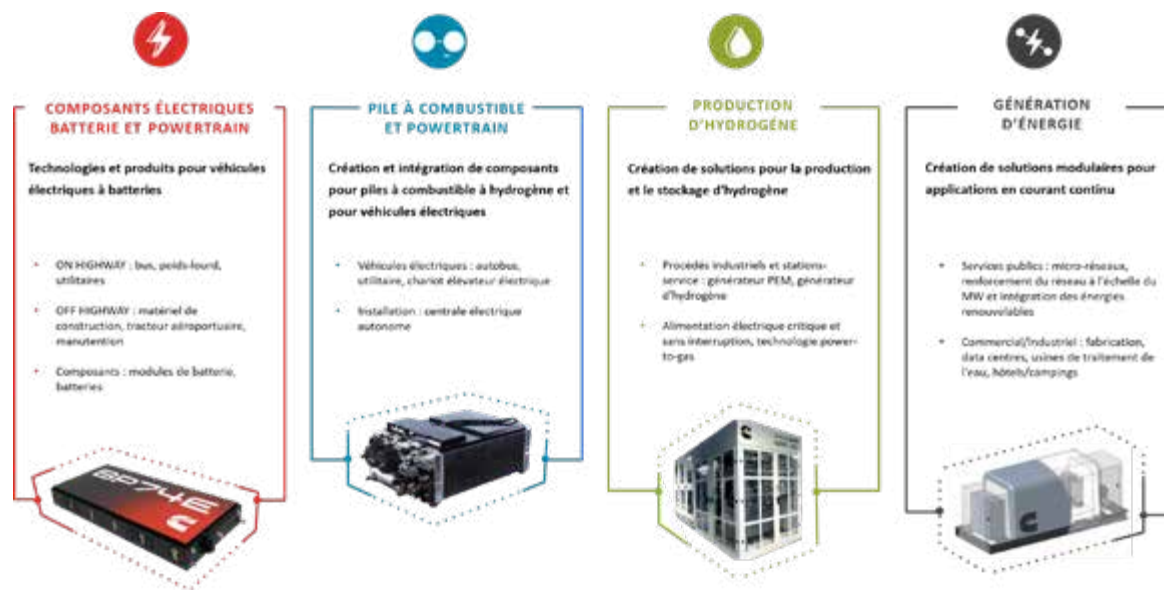 COMPOSANTS ÉLECTRIQUES
BATTERIE ET POWERTRAIN
Technologies et produits pour véhicules
électriques à batteries
• ON HIGHWAY : bus, poids-lourd,
utilitaires
• OFF HIGHWAY : matériel de
construction, tracteur aéroportuaire,
manutention
• Composants : modules de batterie,
batteries
BP74E
PILE À COMBUSTIBLE
ET POWERTRAIN
Création et intégration de composants
pour piles à combustible à hydrogène et
pour véhicules électriques
• Véhicules électriques : autobus,
utilitaire, chariot élévateur électrique
• Installation : centrale électrique
autonome
PRODUCTION
D'HYDROGÉNE
Création de solutions pour la production
et le stockage d'hydrogène
• Procédés industriels et stations-
service : générateur PEM, générateur
d'hydrogène
• Alimentation électrique critique et
sans interruption, technologie power-
to-gas
GÉNÉRATION
D'ÉNERGIE
Création de solutions modulaires pour
applications en courant continu
• Services publics : micro-réseaux,
renforcement du réseau à l'échelle du
MW et intégration des énergies
renouvelables
• Commercial/Industriel : fabrication,
data centres, usines de traitement de
l'eau, hôtels/campings